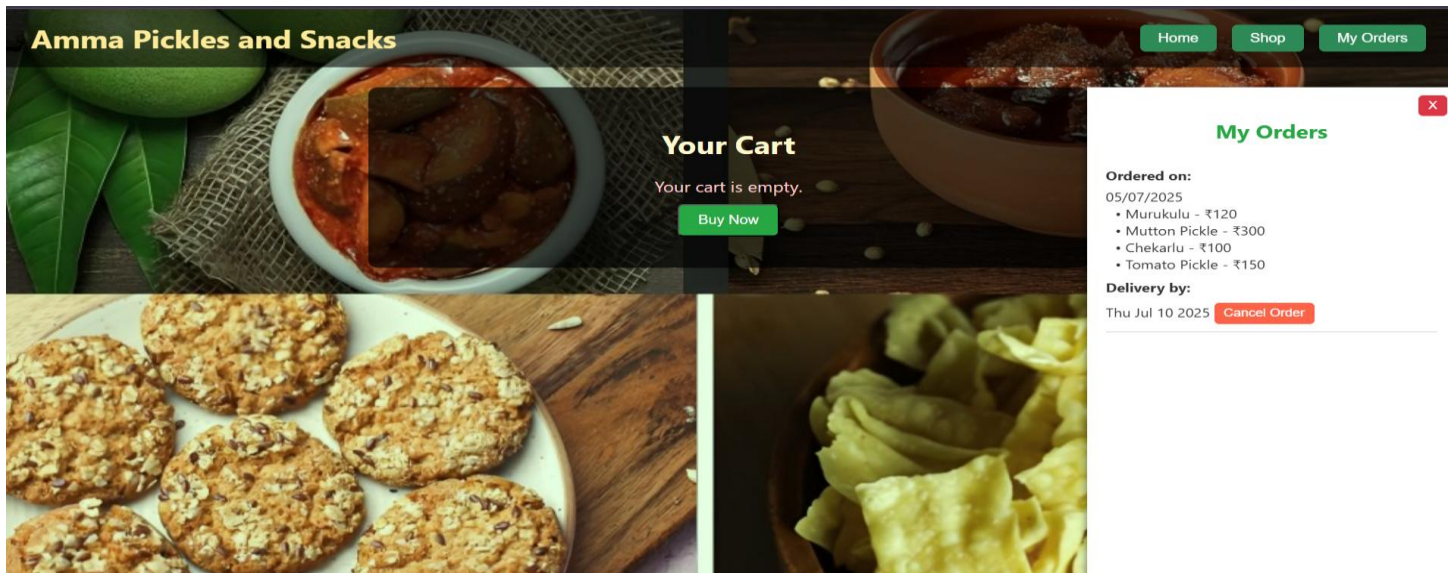 Amma Pickles and Snacks
Home
Shop
My Orders
Your Cart
Your cart is empty.
Buy Now
X
My Orders
Ordered on:
05/07/2025
• Murukulu - ₹120
• Mutton Pickle - ₹300
• Chekarlu - ₹100
• Tomato Pickle - ₹150
Delivery by:
Thu Jul 10 2025 Cancel Order